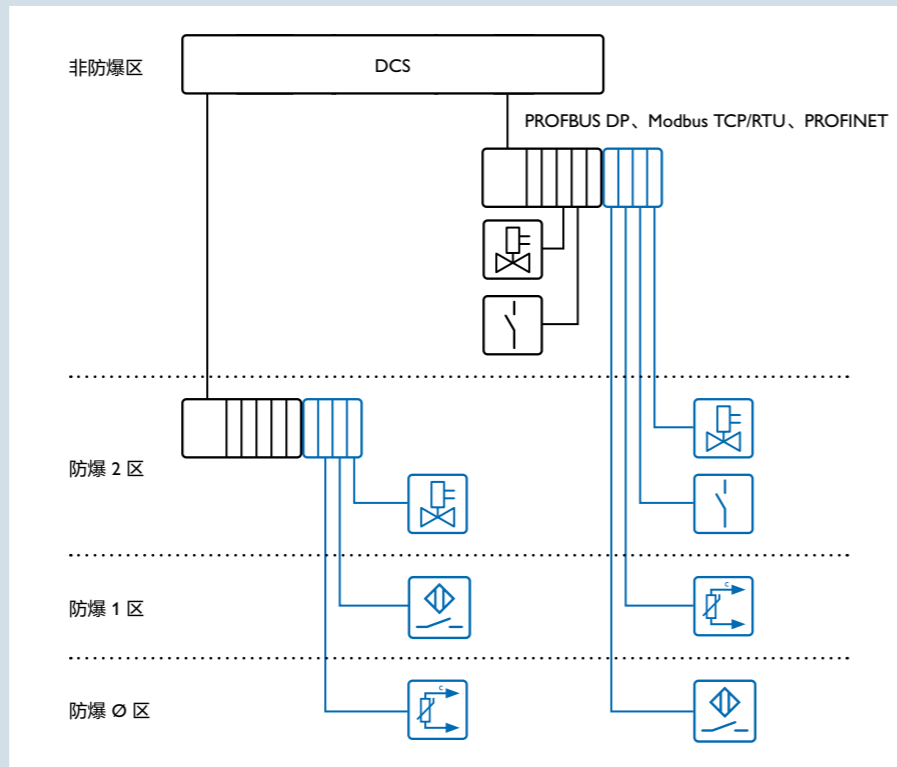 非防爆区
DCS
PROFBUS DP、Modbus TCP/RTU、PROFINET
防爆 2 区
防爆 1 区
c
防爆 Ø 区
c